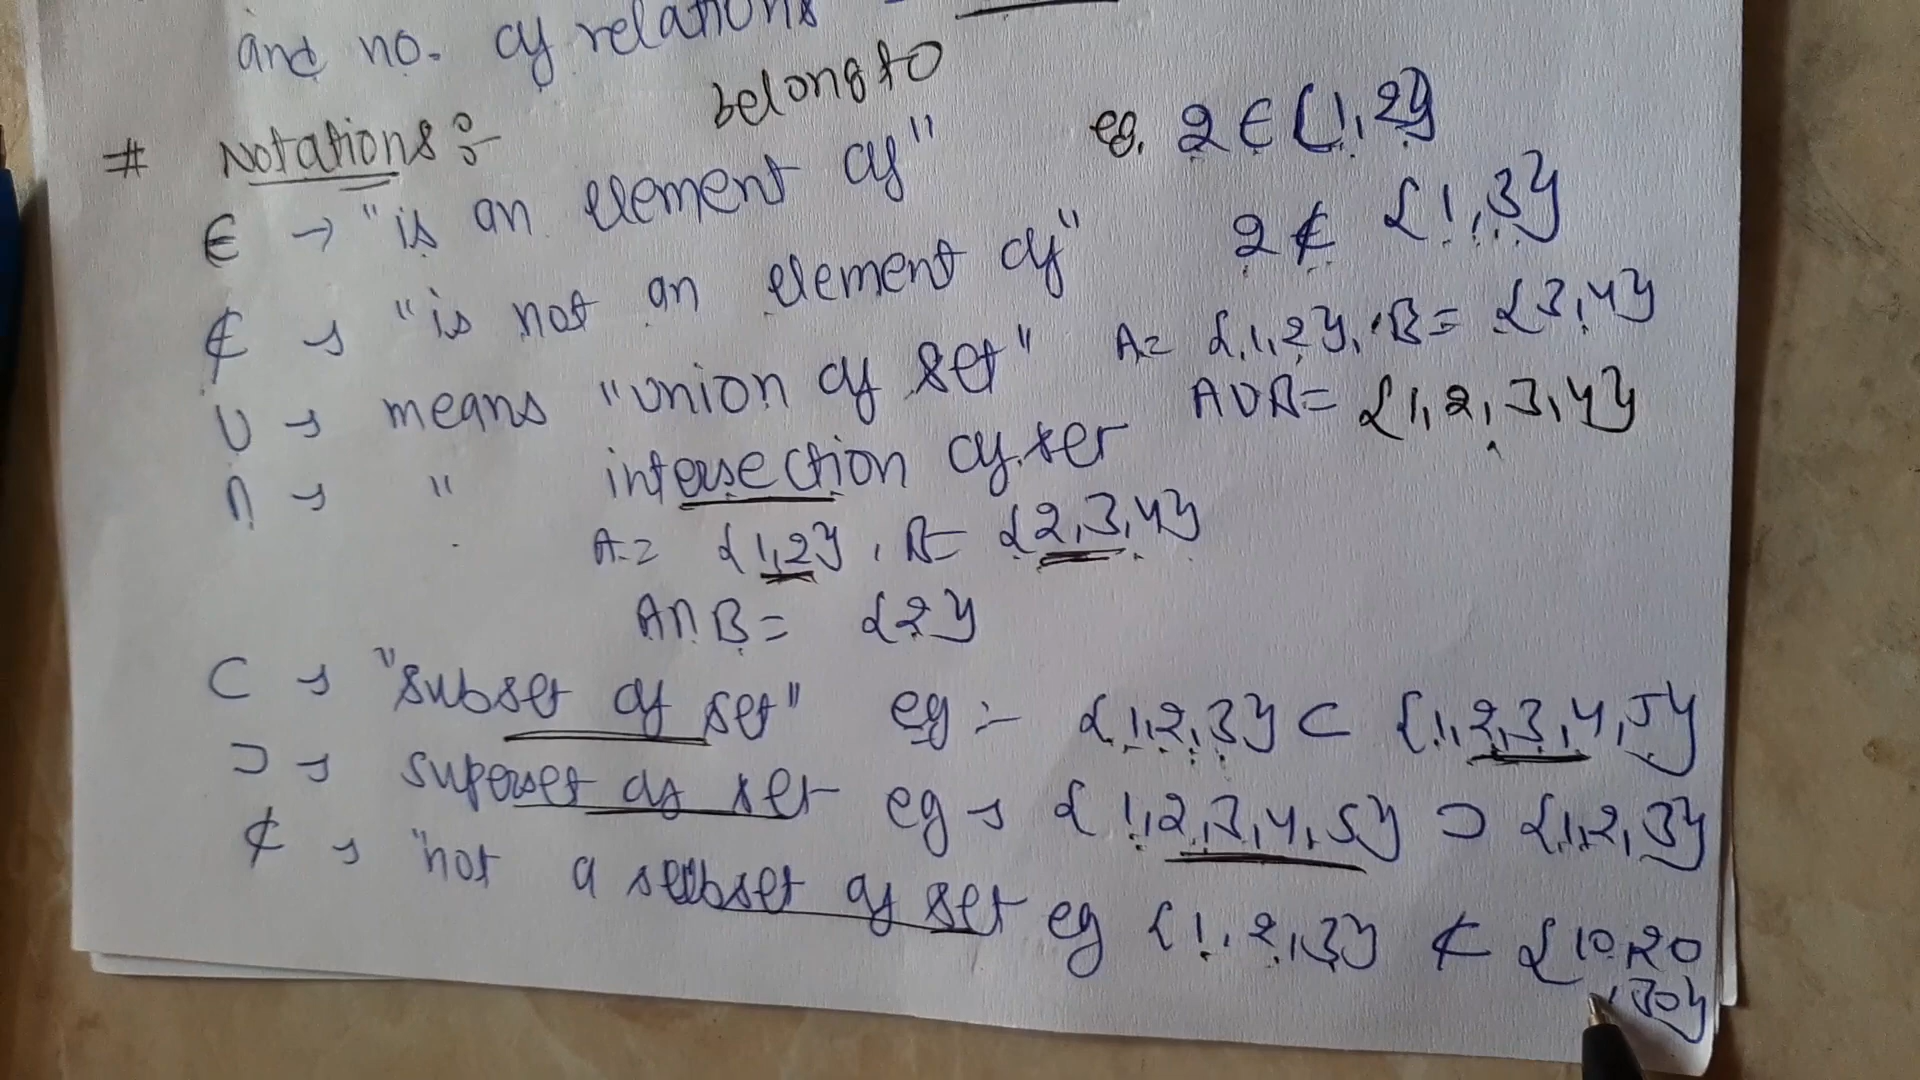 and no. of relations
belong to
# Notations :-
∈ → "is an element of" eg. 2 ∈ {1,2}
∉ → "is not an element of" 2 ∉ {1,3}
∪ → means "union of set" A = {1,2}, B = {3,4}
A∪B = {1,2,3,4}
∩ → " intersection of set
A = {1,2}, B = {2,3,4}
A∩B = {2}
⊂ → "subset of set" eg :- {1,2,3} ⊂ {1,2,3,4,5}
⊃ → superset of set eg → {1,2,3,4,5} ⊃ {1,2,3}
⊄ → "not a subset of set eg {1,2,3} ⊄ {10,20
,30}